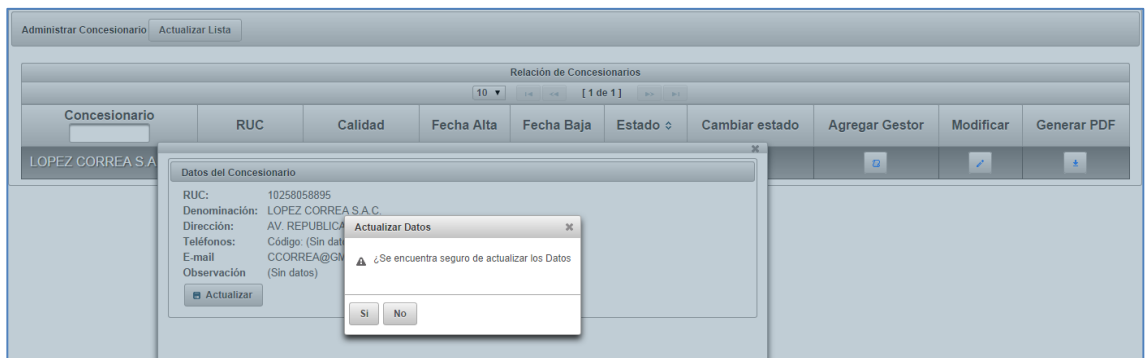 Administrar Concesionario Actualizar Lista
Relación de Concesionarios
10 [1 de 1]
Concesionario RUC Calidad Fecha Alta Fecha Baja Estado Cambiar estado Agregar Gestor Modificar Generar PDF
LOPEZ CORREA S.A
Datos del Concesionario
RUC: 10258058895
Denominación: LOPEZ CORREA S.A.C.
Dirección: AV. REPUBLICA
Teléfonos: Código: (Sin dat
E-mail CCORREA@GM
Observación (Sin datos)
Actualizar
Actualizar Datos
¿Se encuentra seguro de actualizar los Datos
Si No